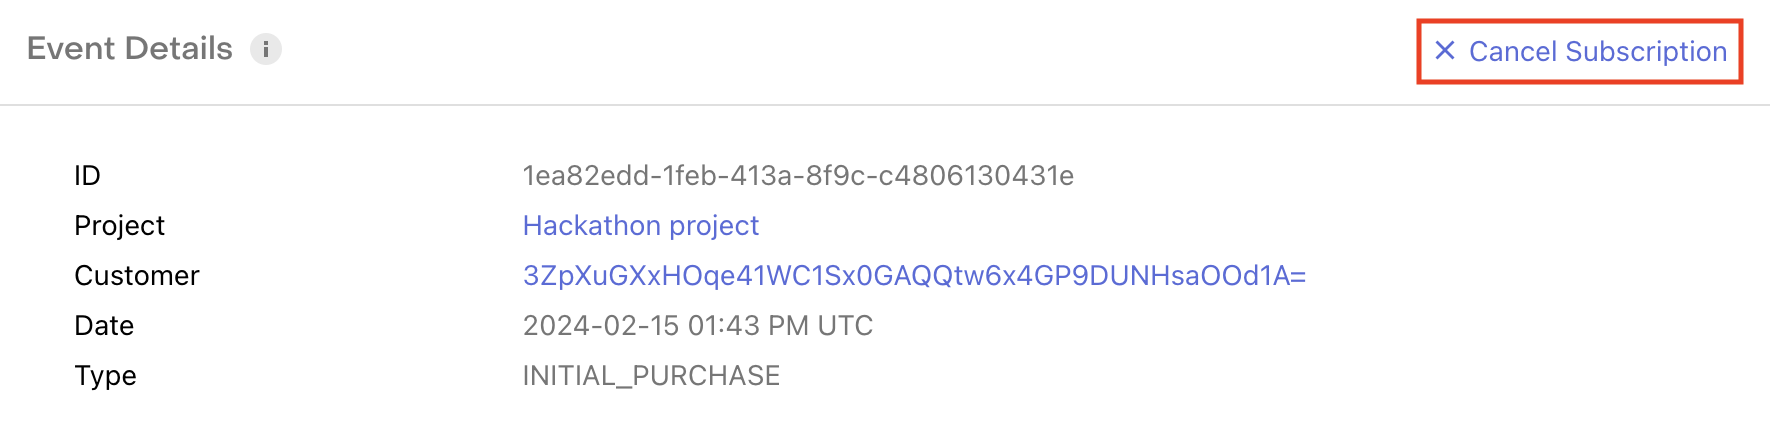 Event Details i
× Cancel Subscription
ID 1ea82edd-1feb-413a-8f9c-c4806130431e
Project Hackathon project
Customer 3ZpXuGXxHOqe41WC1Sx0GAQQtw6x4GP9DUNHsaOOd1A=
Date 2024-02-15 01:43 PM UTC
Type INITIAL_PURCHASE